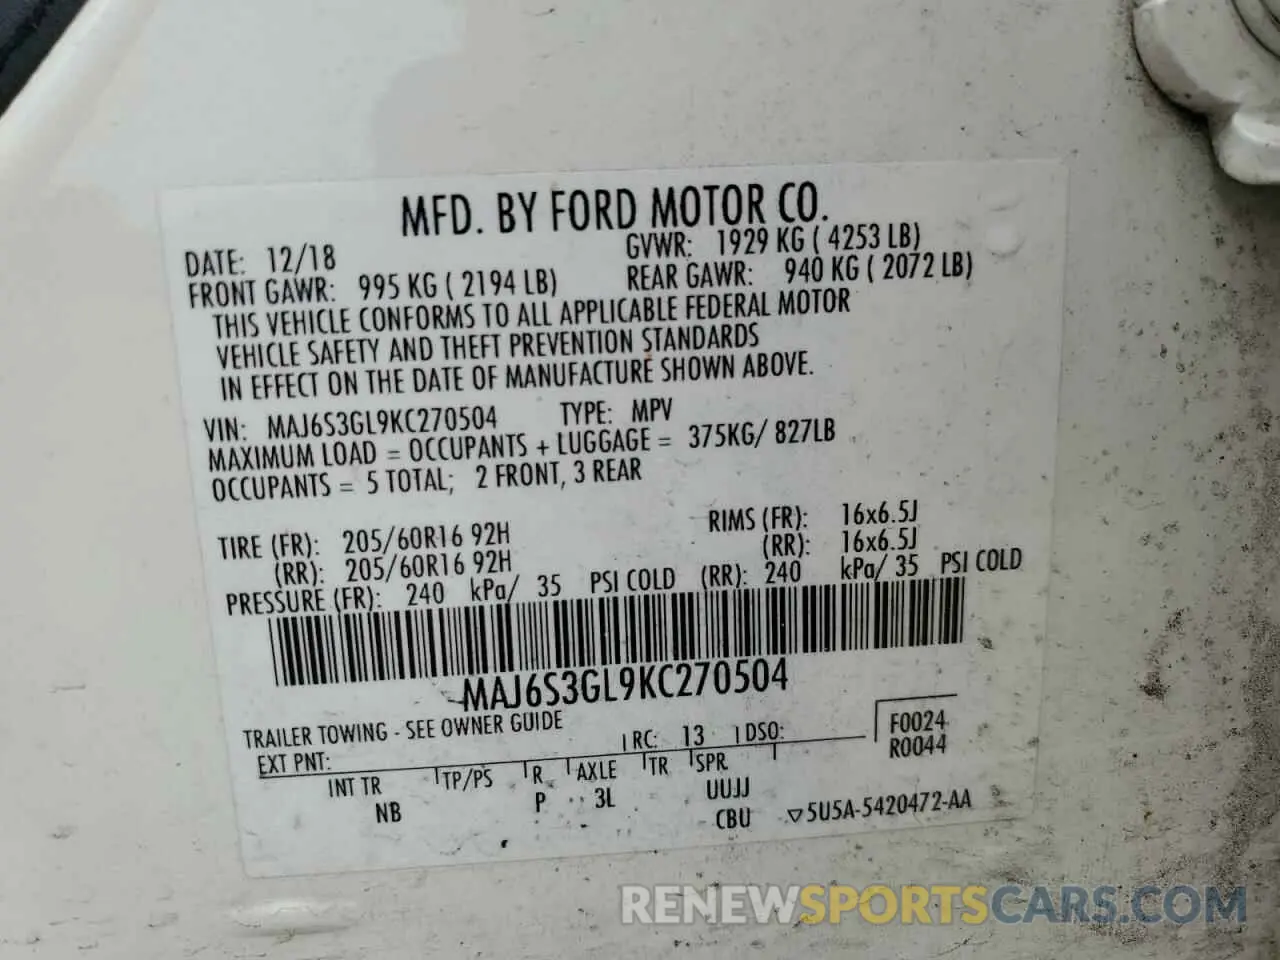 MFD. BY FORD MOTOR CO.
DATE: 12/18 GVWR: 1929 KG ( 4253 LB)
FRONT GAWR: 995 KG ( 2194 LB) REAR GAWR: 940 KG ( 2072 LB)
THIS VEHICLE CONFORMS TO ALL APPLICABLE FEDERAL MOTOR
VEHICLE SAFETY AND THEFT PREVENTION STANDARDS
IN EFFECT ON THE DATE OF MANUFACTURE SHOWN ABOVE.
VIN: MAJ6S3GL9KC270504 TYPE: MPV
MAXIMUM LOAD = OCCUPANTS + LUGGAGE = 375KG/ 827LB
OCCUPANTS = 5 TOTAL; 2 FRONT, 3 REAR
TIRE (FR): 205/60R16 92H RIMS (FR): 16x6.5J
(RR): 205/60R16 92H (RR): 16x6.5J
PRESSURE (FR): 240 kPa/ 35 PSI COLD (RR): 240 kPa/ 35 PSI COLD
MAJ6S3GL9KC270504
TRAILER TOWING - SEE OWNER GUIDE
EXT PNT: RC: 13 DSO: F0024
R0044
INT TR TP/PS R AXLE TR SPR
NB P 3L UUJJ
CBU ▽5U5A-5420472-AA
RENEWSPORTSCARS.COM